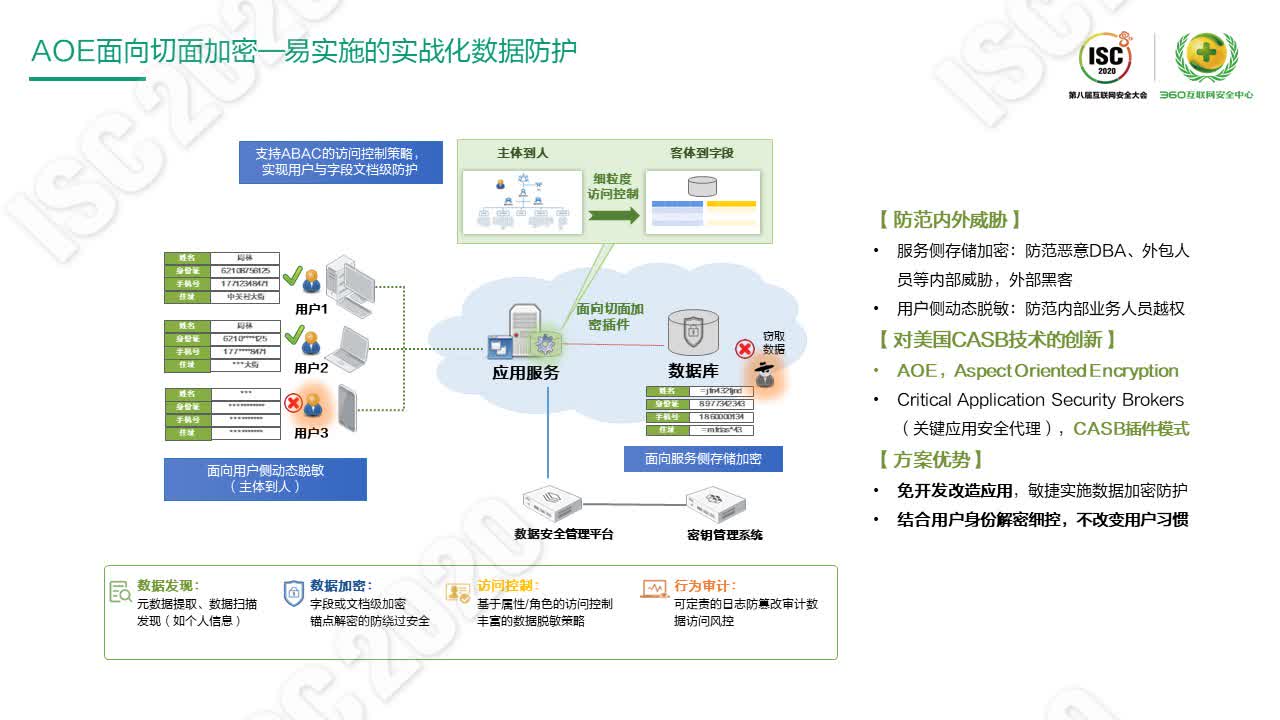 AOE面向切面加密—易实施的实战化数据防护
ISC
2020
第八届互联网安全大会
360互联网安全中心
支持ABAC的访问控制策略，
实现用户与字段文档级防护
主体到人
客体到字段
细粒度
访问控制
姓名 周林
身份证 62108756125
手机号 17712348471
住址 中关村大街
用户1
姓名 周林
身份证 6210****125
手机号 177****8471
住址 ***大街
用户2
姓名 ***
身份证 **********
手机号 *********
住址 *********
用户3
面向用户侧动态脱敏
（主体到人）
面向切面加
密插件
应用服务
数据库
窃取
数据
姓名 =jfn432fjnd
身份证 8977342343
手机号 1860000134
住址 =mfdas*43
面向服务侧存储加密
数据安全管理平台
密钥管理系统
【 防范内外威胁 】
• 服务侧存储加密：防范恶意DBA、外包人
员等内部威胁，外部黑客
• 用户侧动态脱敏：防范内部业务人员越权
【 对美国CASB技术的创新 】
• AOE，Aspect Oriented Encryption
• Critical Application Security Brokers
（关键应用安全代理），CASB插件模式
【 方案优势 】
• 免开发改造应用，敏捷实施数据加密防护
• 结合用户身份解密细控，不改变用户习惯
数据发现：
元数据提取、数据扫描
发现（如个人信息）
数据加密：
字段或文档级加密
锚点解密的防绕过安全
访问控制：
基于属性/角色的访问控制
丰富的数据脱敏策略
行为审计：
可定责的日志防篡改审计数
据访问风控
ISC 2020
ISC 2020
ISC 2020